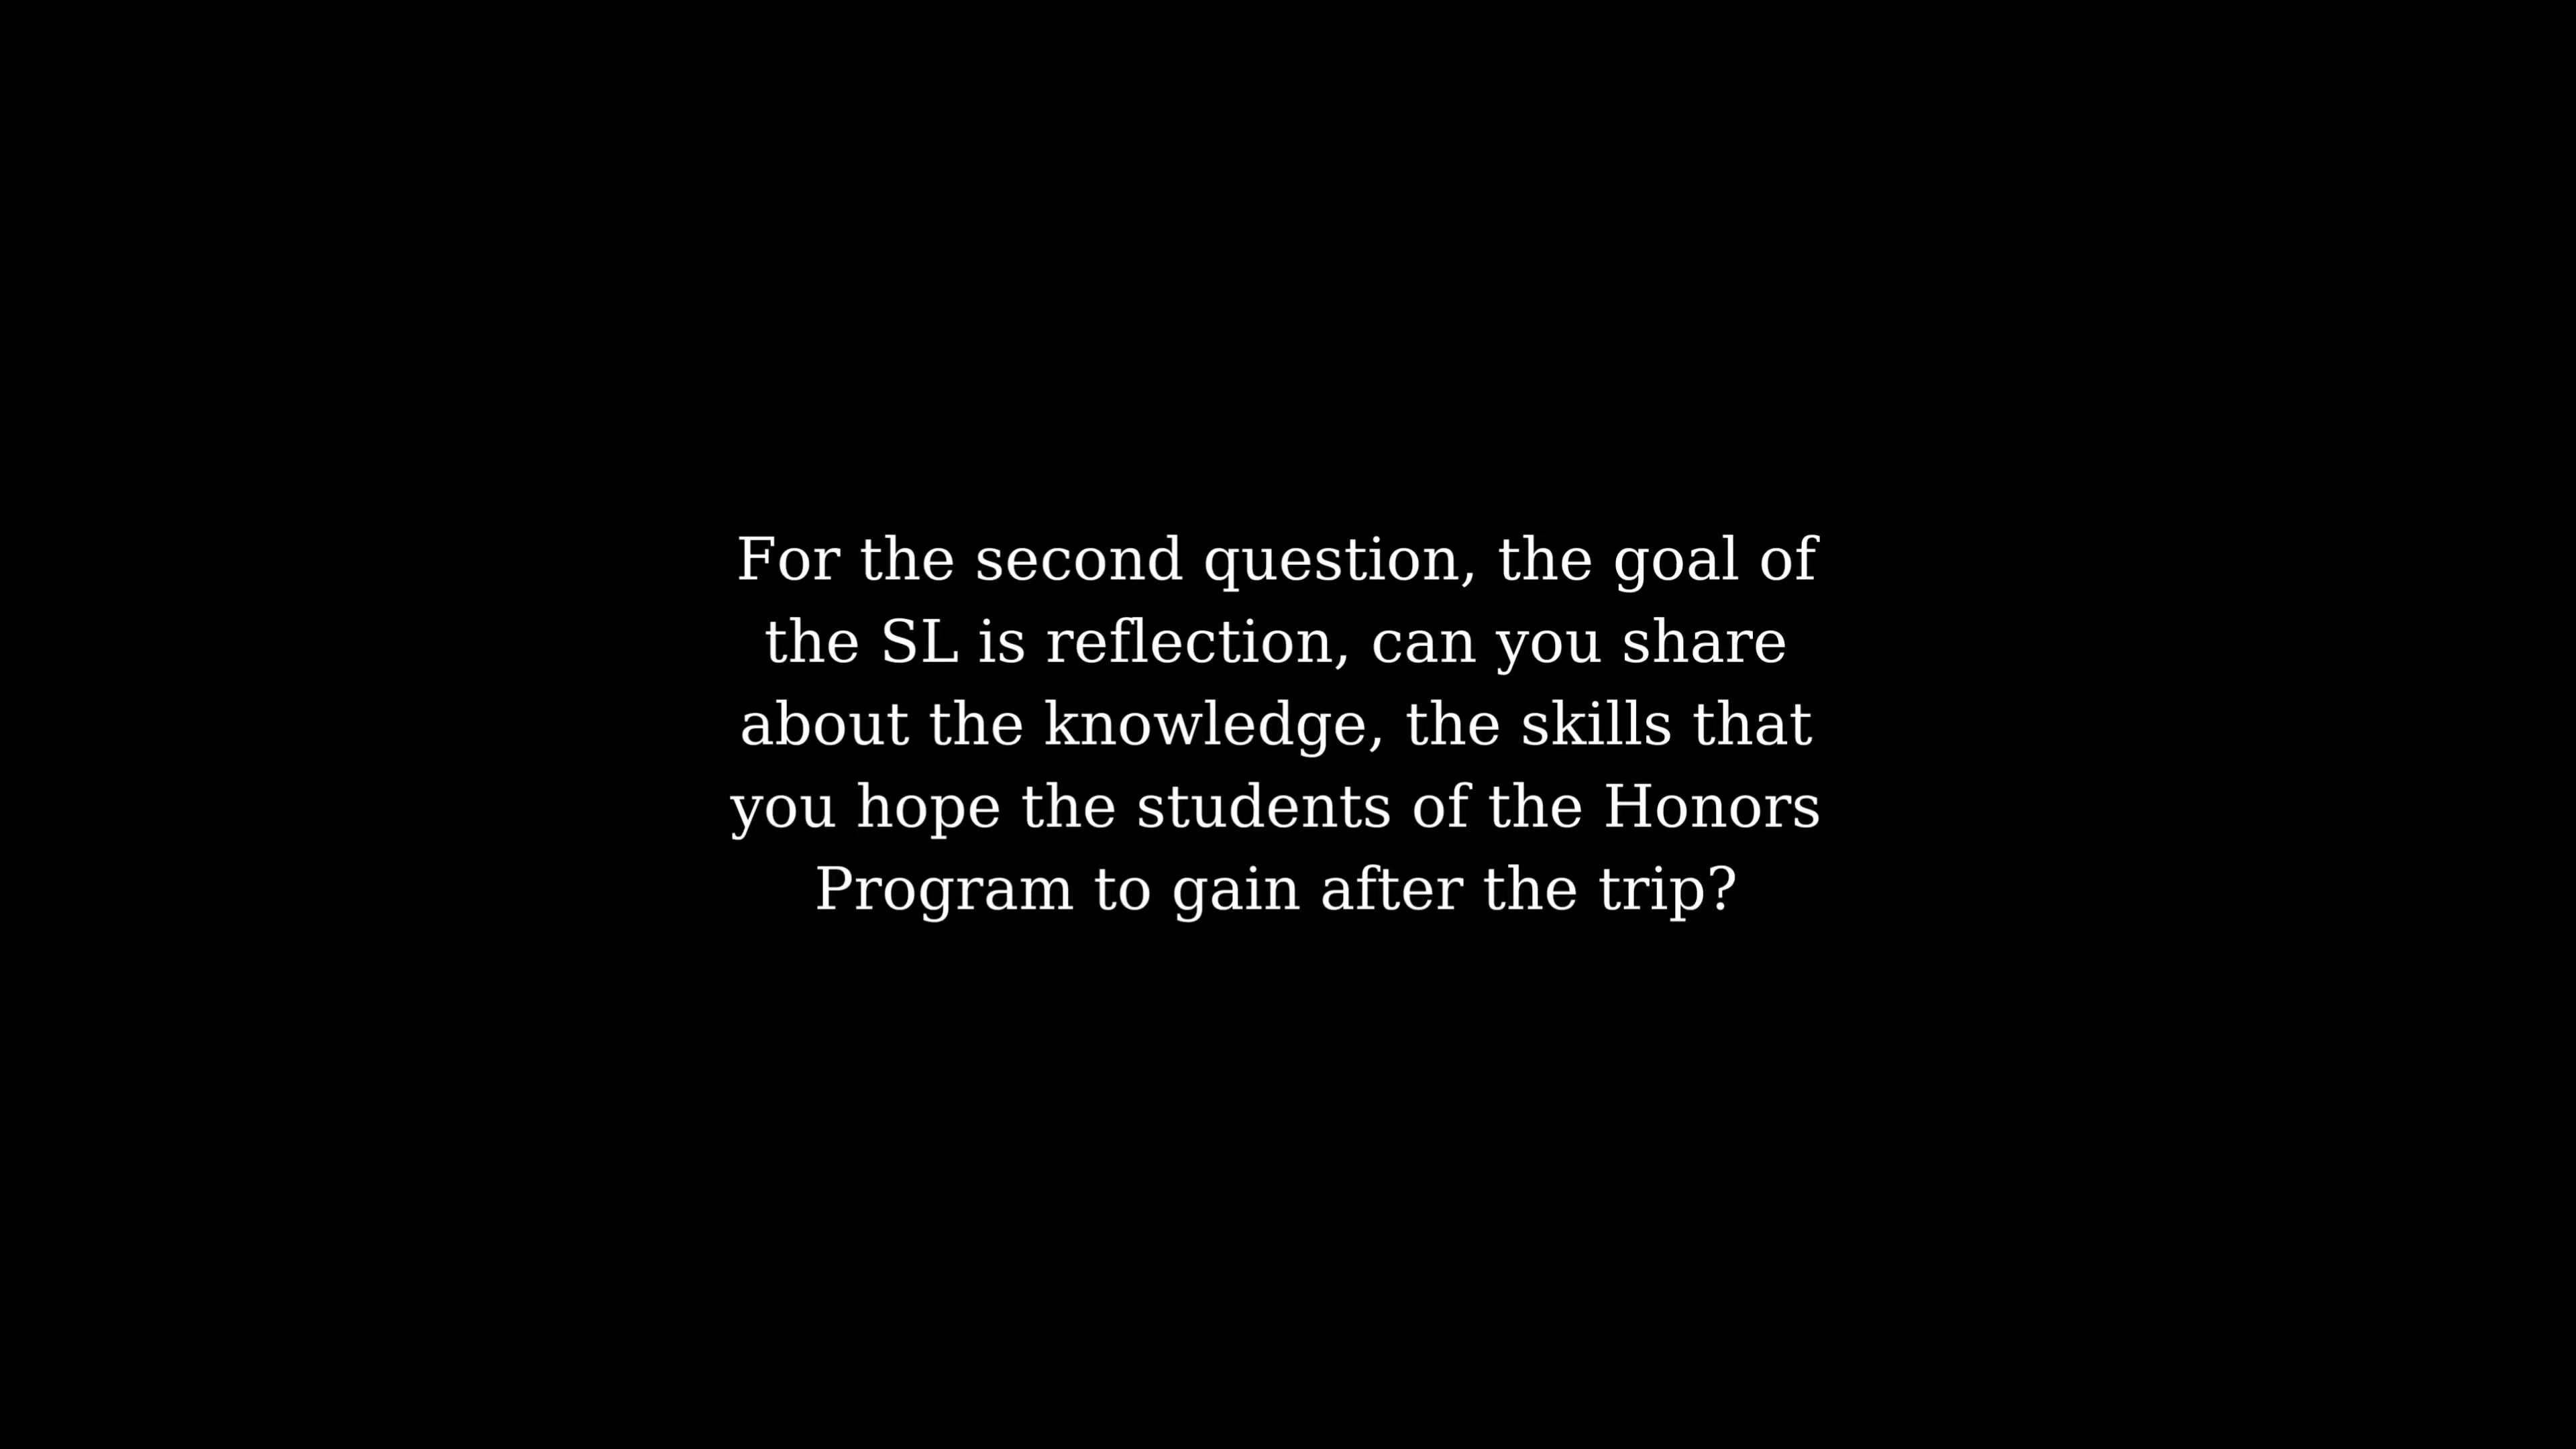 For the second question, the goal of
the SL is reflection, can you share
about the knowledge, the skills that
you hope the students of the Honors
Program to gain after the trip?